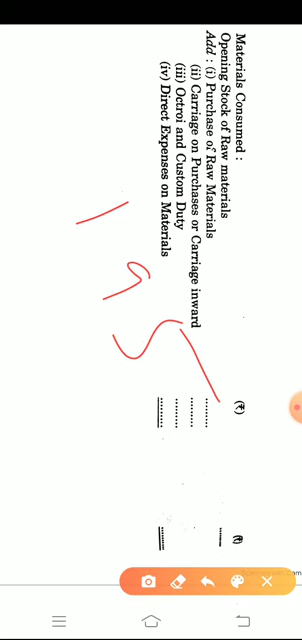 Materials Consumed : (₹) (₹)
Opening Stock of Raw materials ........
Add : (i) Purchase of Raw Materials ........
(ii) Carriage on Purchases or Carriage inward ........
(iii) Octroi and Custom Duty ........
(iv) Direct Expenses on Materials ........ ........
195